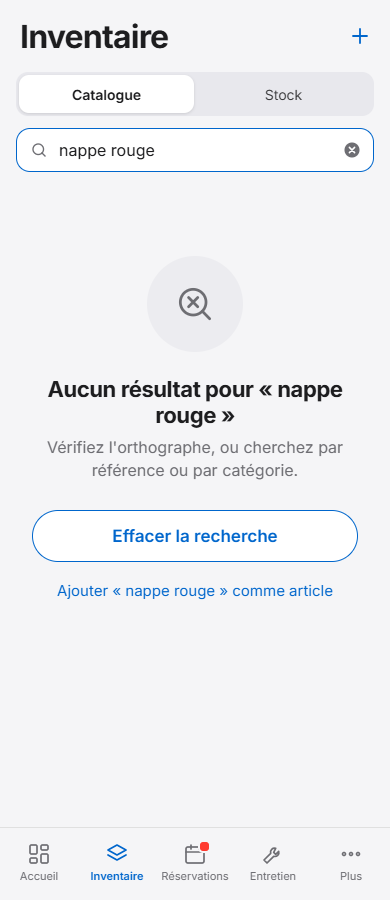 Inventaire
Catalogue
Stock
nappe rouge
Aucun résultat pour « nappe
rouge »
Vérifiez l'orthographe, ou cherchez par
référence ou par catégorie.
Effacer la recherche
Ajouter « nappe rouge » comme article
Accueil
Inventaire
Réservations
Entretien
Plus